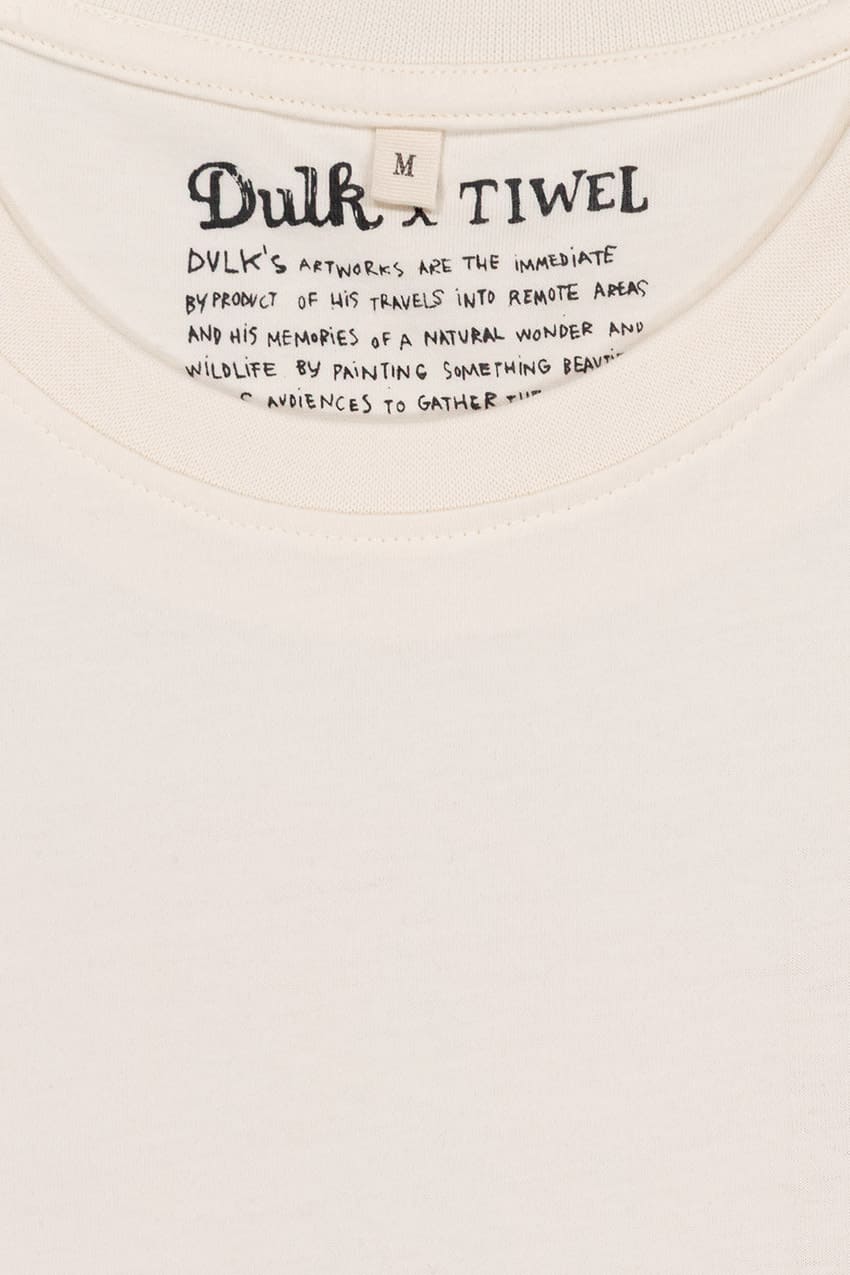 M
Dulk x TIWEL
DULK'S ARTWORKS ARE THE IMMEDIATE
BYPRODUCT OF HIS TRAVELS INTO REMOTE AREAS
AND HIS MEMORIES OF A NATURAL WONDER AND
WILDLIFE BY PAINTING SOMETHING
AUDIENCES TO GATHER